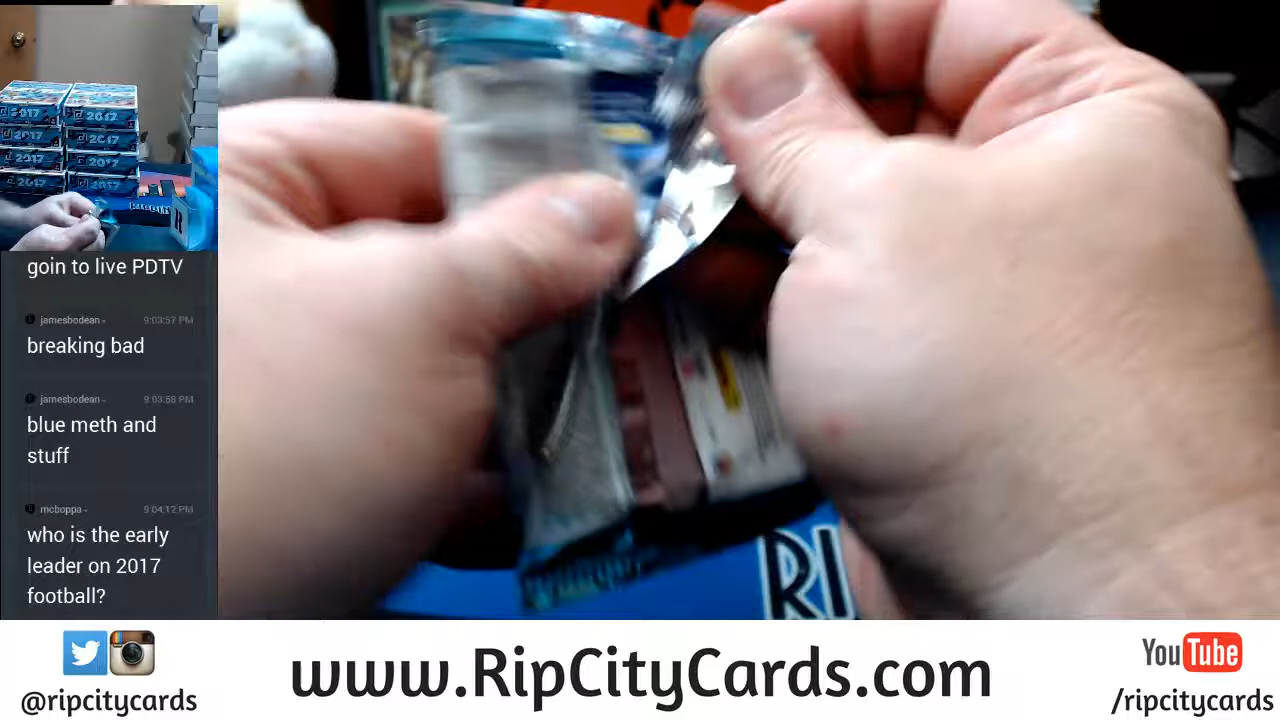 2017
2017
2017
2017
2017
2017
2017
2017
goin to live PDTV
jamesbodean- 9:03:57 PM
breaking bad
jamesbodean- 9:03:58 PM
blue meth and
stuff
mcboppa- 9:04:12 PM
who is the early
leader on 2017
football?
RI
www.RipCityCards.com
@ripcitycards
YouTube
/ripcitycards